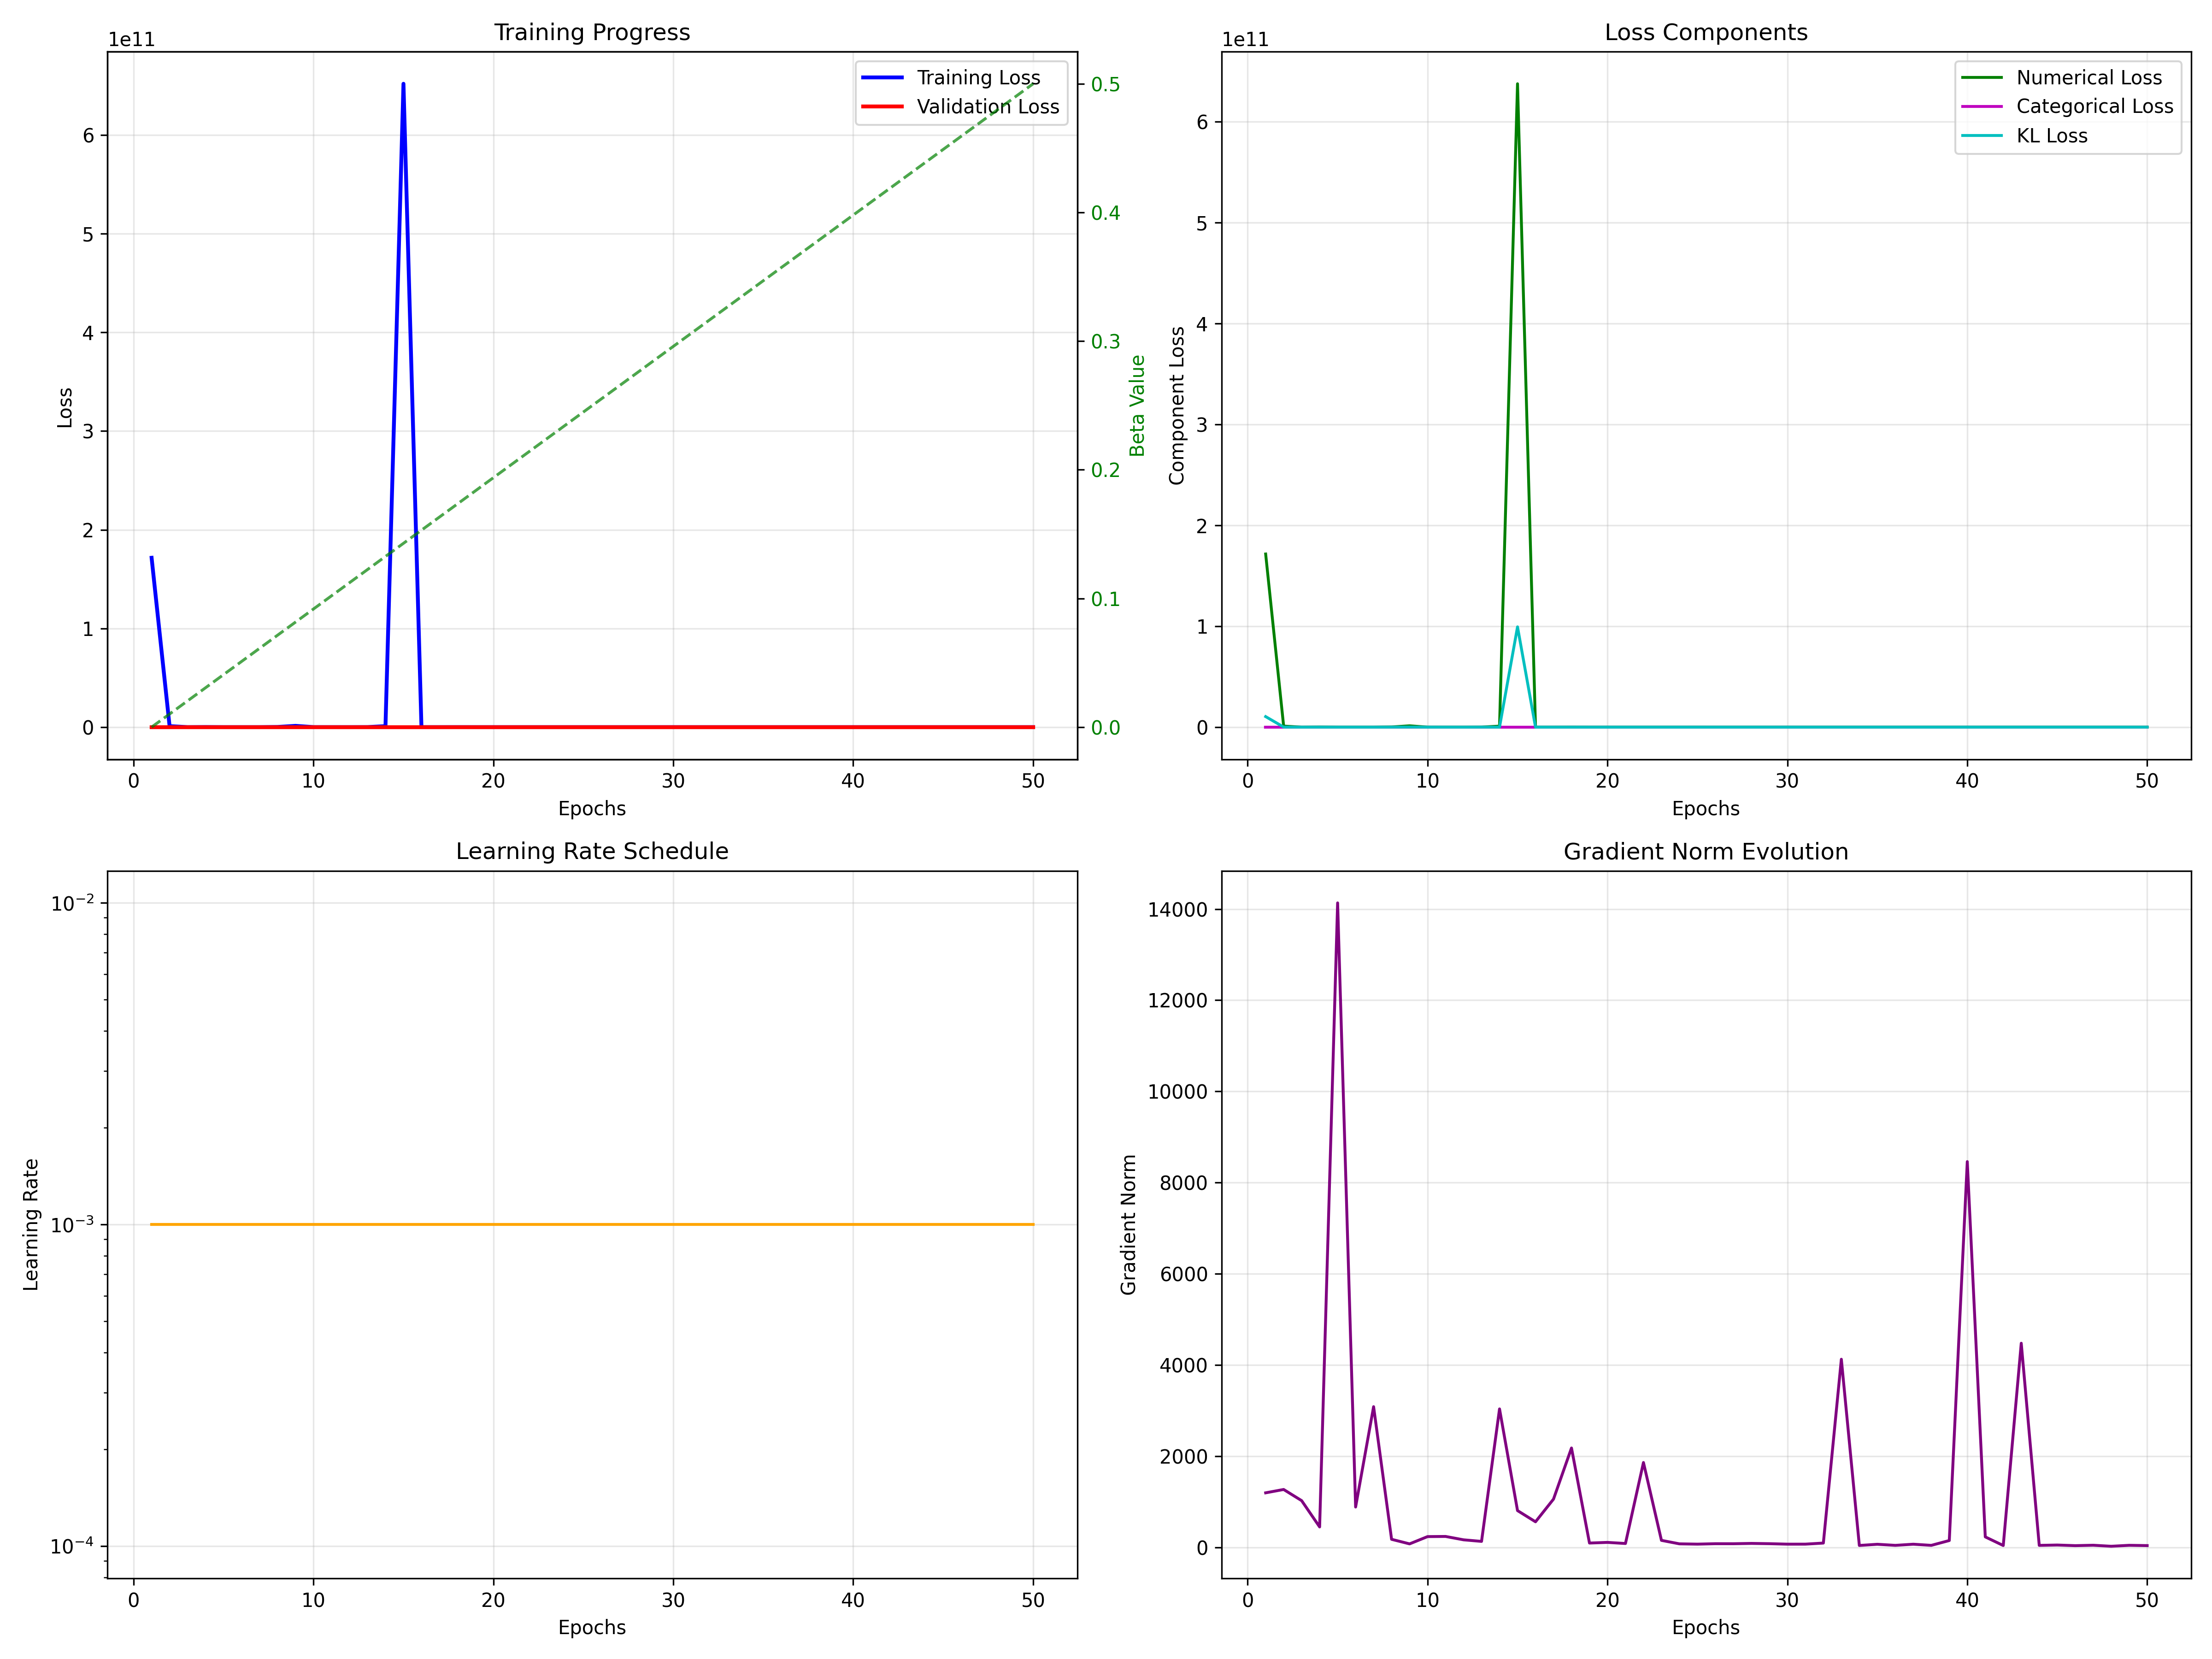 Training Progress
1e11
Training Loss
Validation Loss
6
5
4
3
2
1
0
Loss
0.5
0.4
0.3
0.2
0.1
0.0
Beta Value
0 10 20 30 40 50
Epochs
Loss Components
1e11
Numerical Loss
Categorical Loss
KL Loss
6
5
4
3
2
1
0
Component Loss
0 10 20 30 40 50
Epochs
Learning Rate Schedule
10⁻²
10⁻³
10⁻⁴
Learning Rate
0 10 20 30 40 50
Epochs
Gradient Norm Evolution
14000
12000
10000
8000
6000
4000
2000
0
Gradient Norm
0 10 20 30 40 50
Epochs